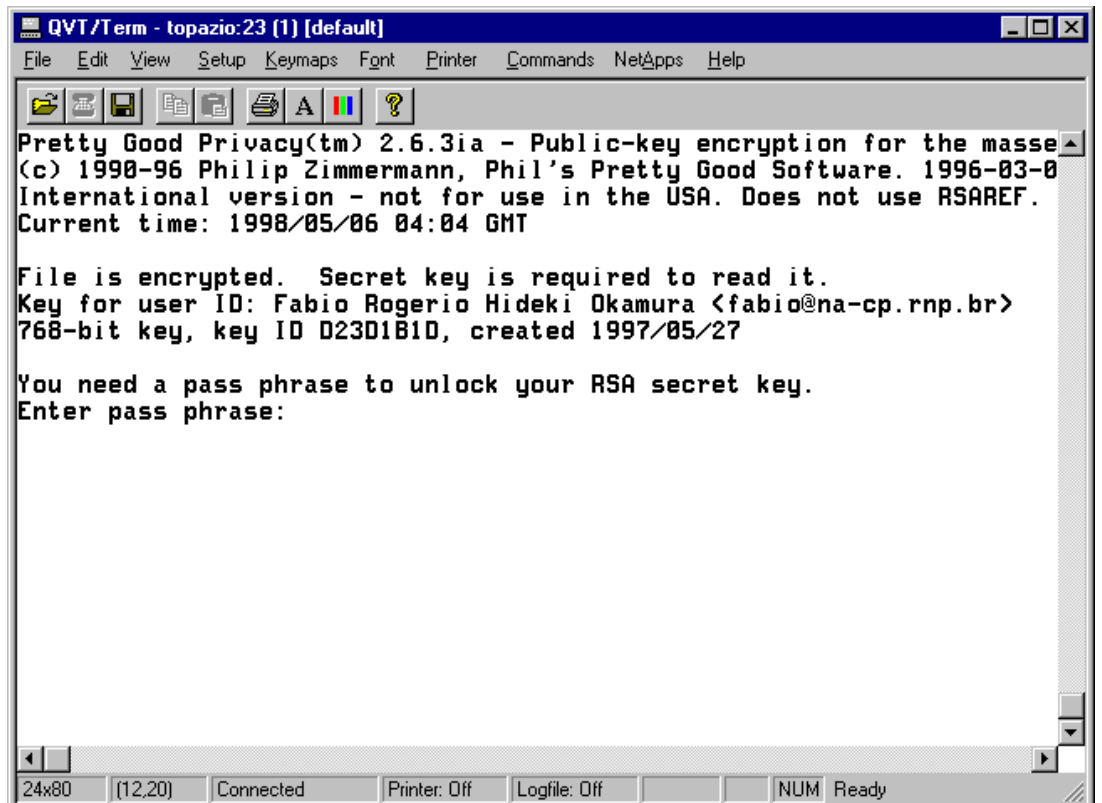 QVT/Term - topazio:23 (1) [default]
File Edit View Setup Keymaps Font Printer Commands NetApps Help
A
Pretty Good Privacy(tm) 2.6.3ia - Public-key encryption for the masse
(c) 1990-96 Philip Zimmermann, Phil's Pretty Good Software. 1996-03-0
International version - not for use in the USA. Does not use RSAREF.
Current time: 1998/05/06 04:04 GMT
File is encrypted. Secret key is required to read it.
Key for user ID: Fabio Rogerio Hideki Okamura <fabio@na-cp.rnp.br>
768-bit key, key ID D23D1B1D, created 1997/05/27
You need a pass phrase to unlock your RSA secret key.
Enter pass phrase:
24x80 (12,20) Connected Printer: Off Logfile: Off NUM Ready